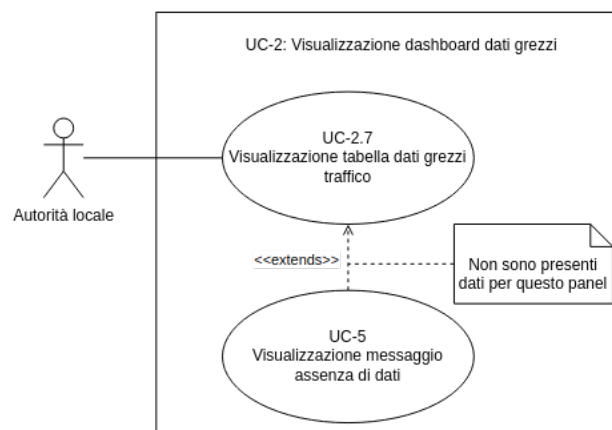 UC-2: Visualizzazione dashboard dati grezzi
UC-2.7
Visualizzazione tabella dati grezzi
traffico
Autorità locale
<<extends>>
Non sono presenti
dati per questo panel
UC-5
Visualizzazione messaggio
assenza di dati